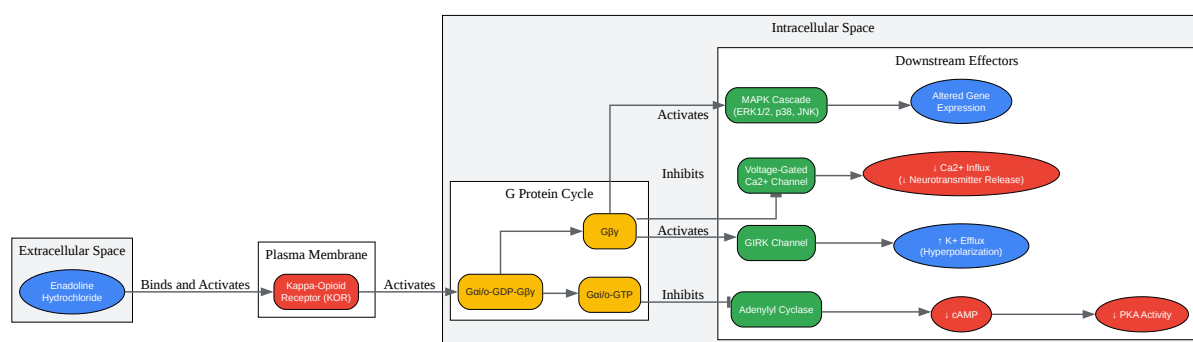 Intracellular Space
Downstream Effectors
MAPK Cascade
(ERK1/2, p38, JNK)
Altered Gene
Expression
Activates
Voltage-Gated
Ca2+ Channel
↓ Ca2+ Influx
(↓ Neurotransmitter Release)
Inhibits
G Protein Cycle
Gβγ
Activates
GIRK Channel
↑ K+ Efflux
(Hyperpolarization)
Extracellular Space
Enadoline
Hydrochloride
Binds and Activates
Plasma Membrane
Kappa-Opioid
Receptor (KOR)
Activates
Gαi/o-GDP-Gβγ
Gαi/o-GTP
Inhibits
Adenylyl Cyclase
↓ cAMP
↓ PKA Activity